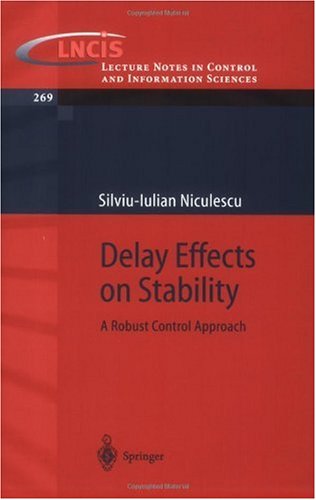 LNCIS
LECTURE NOTES IN CONTROL
AND INFORMATION SCIENCES
269
Silviu-Iulian Niculescu
Delay Effects
on Stability
A Robust Control Approach
Springer